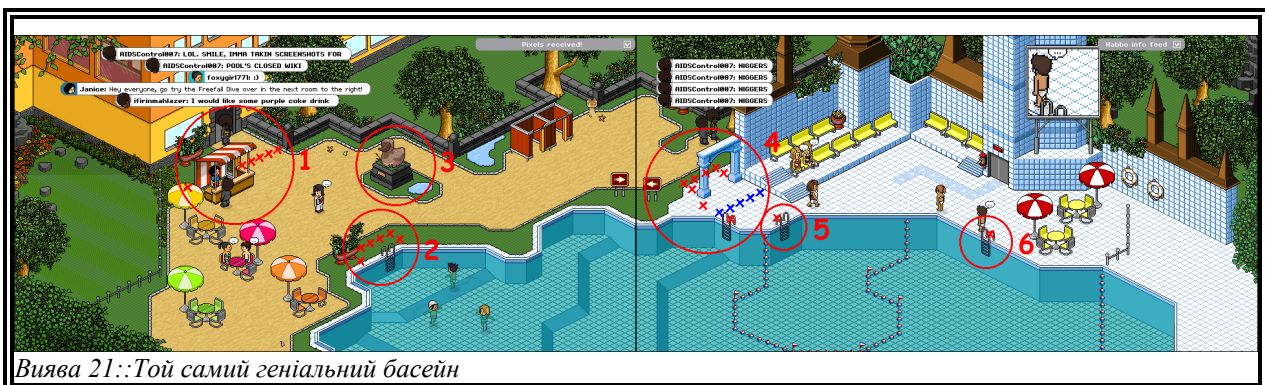 AIDSControl007: LOL. SMILE, IMMA TAKIN SCREENSHOTS FOR
AIDSControl007: POOL'S CLOSED WIKI
foxygirl771: :)
Janice: Hey everyone, go try the Freefall Dive over in the next room to the right!
ifirinmahlazer: I would like some purple coke drink
Pixels received!
AIDSControl007: NIGGERS
AIDSControl007: NIGGERS
AIDSControl007: NIGGERS
AIDSControl007: NIGGERS
Habbo info feed
...
1
2
3
4
5
6
Виява 21::Той самий геніальний басейн